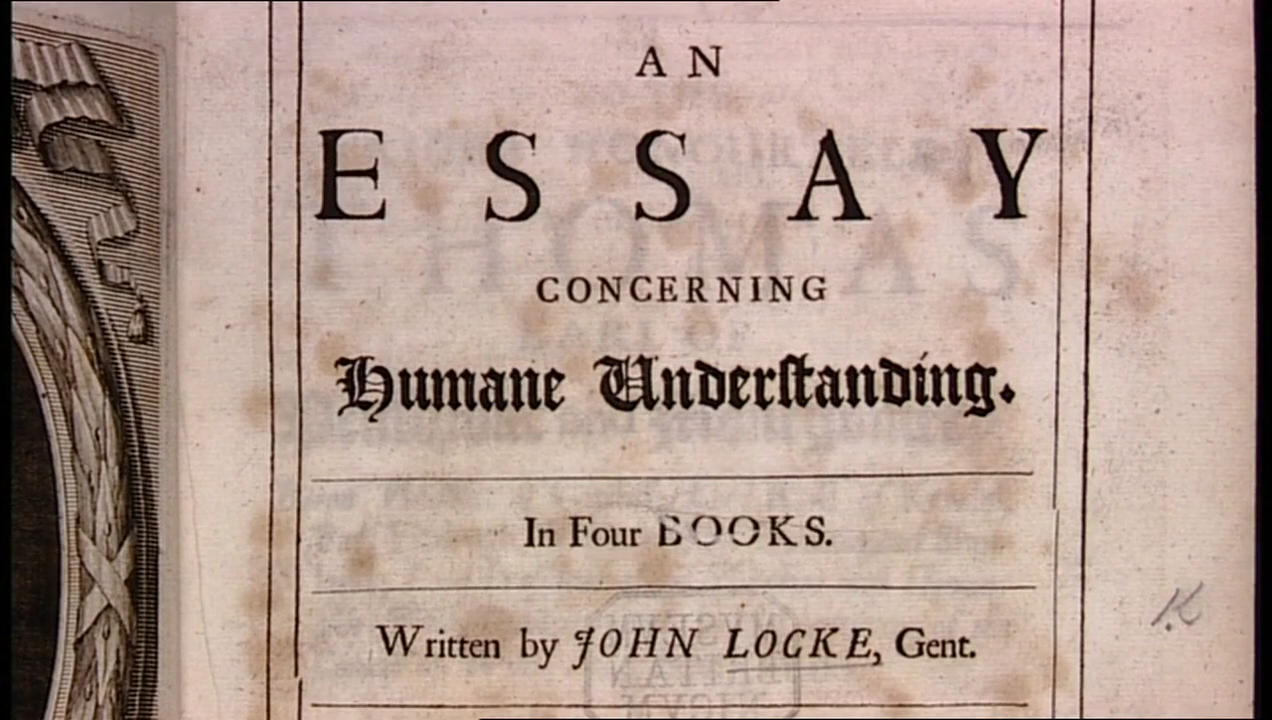 AN
ESSAY
CONCERNING
Humane Understanding.
In Four BOOKS.
Written by JOHN LOCKE, Gent.
K